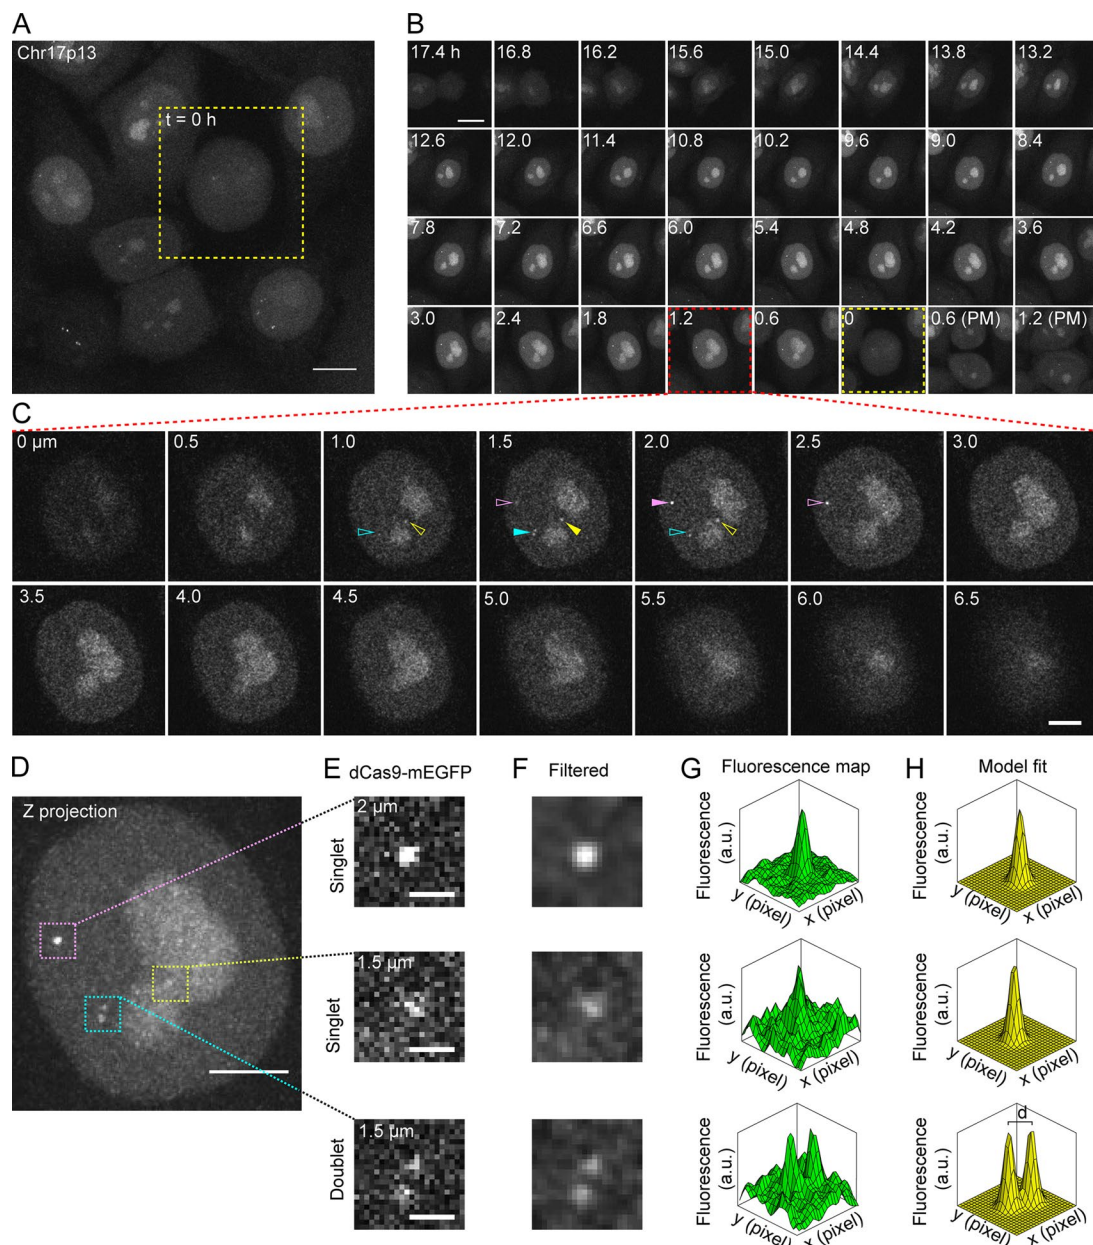 A
Chr17p13
t = 0 h
B
17.4 h 16.8 16.2 15.6 15.0 14.4 13.8 13.2
12.6 12.0 11.4 10.8 10.2 9.6 9.0 8.4
7.8 7.2 6.6 6.0 5.4 4.8 4.2 3.6
3.0 2.4 1.8 1.2 0.6 0 0.6 (PM) 1.2 (PM)
C
0 µm 0.5 1.0 1.5 2.0 2.5 3.0
3.5 4.0 4.5 5.0 5.5 6.0 6.5
D
Z projection
E dCas9-mEGFP
F Filtered
G Fluorescence map
H Model fit
Singlet
2 µm
Fluorescence
(a.u.)
y (pixel)
x (pixel)
Fluorescence
(a.u.)
y (pixel)
x (pixel)
Singlet
1.5 µm
Fluorescence
(a.u.)
y (pixel)
x (pixel)
Fluorescence
(a.u.)
y (pixel)
x (pixel)
Doublet
1.5 µm
Fluorescence
(a.u.)
y (pixel)
x (pixel)
d
Fluorescence
(a.u.)
y (pixel)
x (pixel)